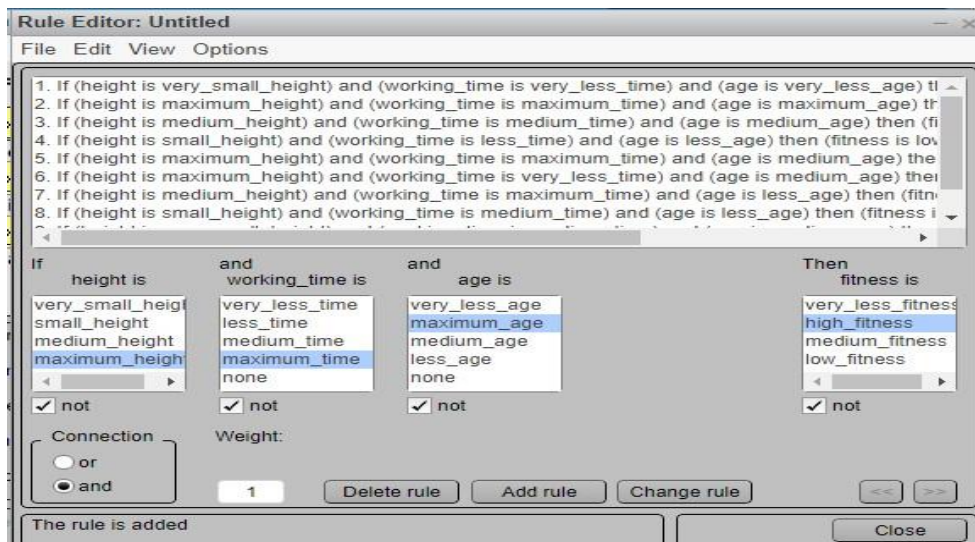 Rule Editor: Untitled
File Edit View Options
1. If (height is very_small_height) and (working_time is very_less_time) and (age is very_less_age)
2. If (height is maximum_height) and (working_time is maximum_time) and (age is maximum_age)
3. If (height is medium_height) and (working_time is medium_time) and (age is medium_age) then
4. If (height is small_height) and (working_time is less_time) and (age is less_age) then (fitness is
5. If (height is maximum_height) and (working_time is maximum_time) and (age is medium_age)
6. If (height is maximum_height) and (working_time is very_less_time) and (age is medium_age)
7. If (height is medium_height) and (working_time is maximum_time) and (age is less_age) then
8. If (height is small_height) and (working_time is medium_time) and (age is less_age) then (fitness
If and and Then
height is working_time is age is fitness is
very_small_heigh very_less_time very_less_age very_less_fitness
small_height less_time maximum_age high_fitness
medium_height medium_time medium_age medium_fitness
maximum_heigh maximum_time less_age low_fitness
none none
not not not not
Connection Weight:
or
and 1 Delete rule Add rule Change rule << >>
The rule is added Close